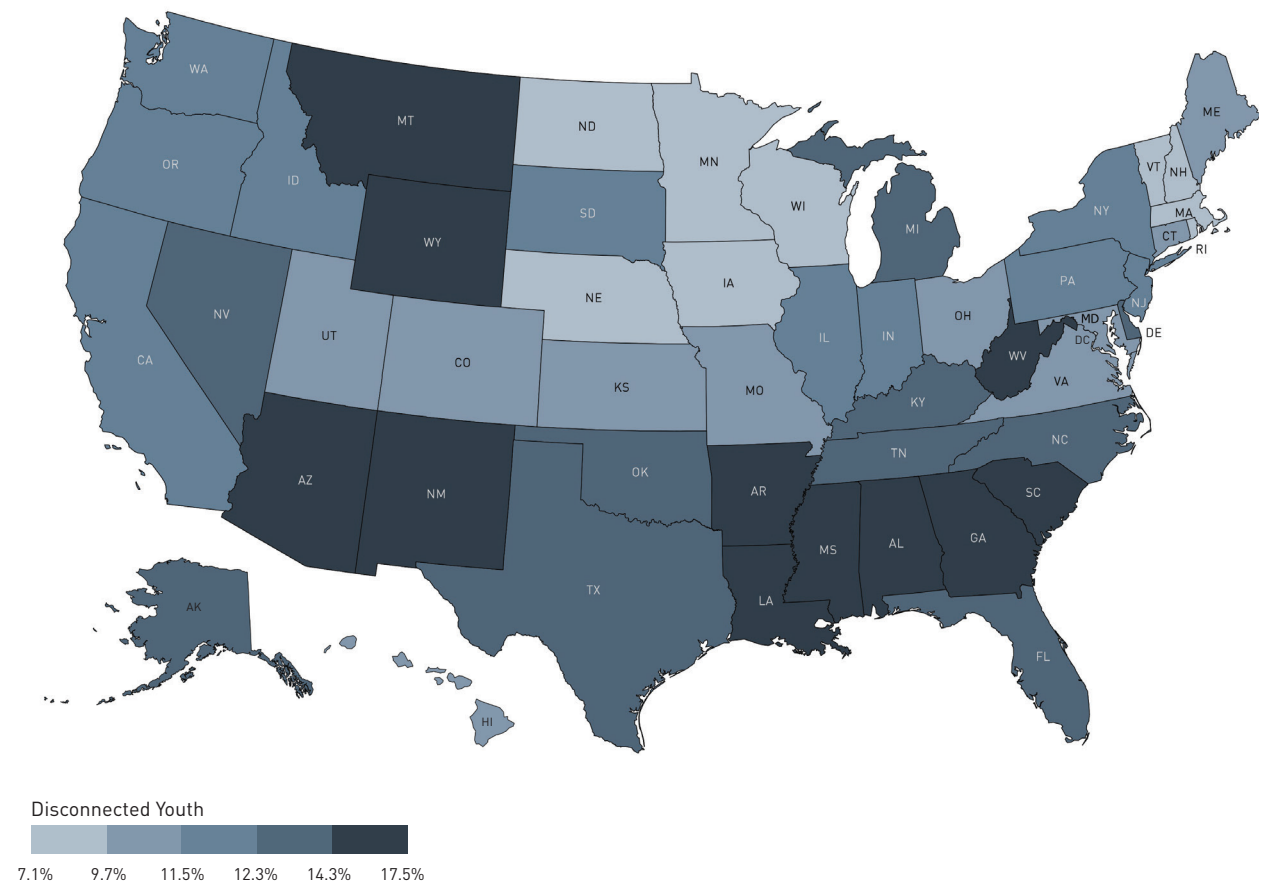 WA
MT
ND
MN
ME
OR
ID
VT
NH
SD
WI
WY
MI
NY
MA
CT
RI
NE
IA
PA
NV
UT
CO
IL
IN
OH
NJ
MD
DE
DC
CA
KS
MO
WV
VA
KY
NC
TN
OK
AZ
NM
AR
SC
GA
AL
MS
TX
LA
AK
FL
HI
Disconnected Youth
7.1% 9.7% 11.5% 12.3% 14.3% 17.5%